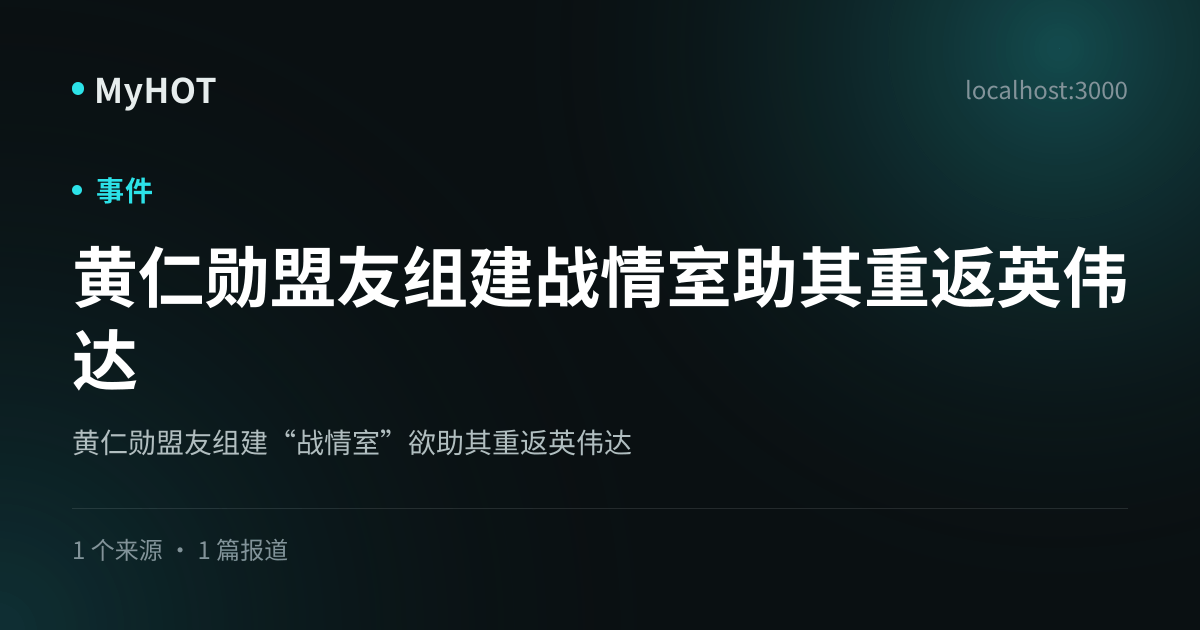 MyHOT
localhost:3000
事件
黄仁勋盟友组建战情室助其重返英伟
达
黄仁勋盟友组建“战情室”欲助其重返英伟达
1 个来源 · 1 篇报道